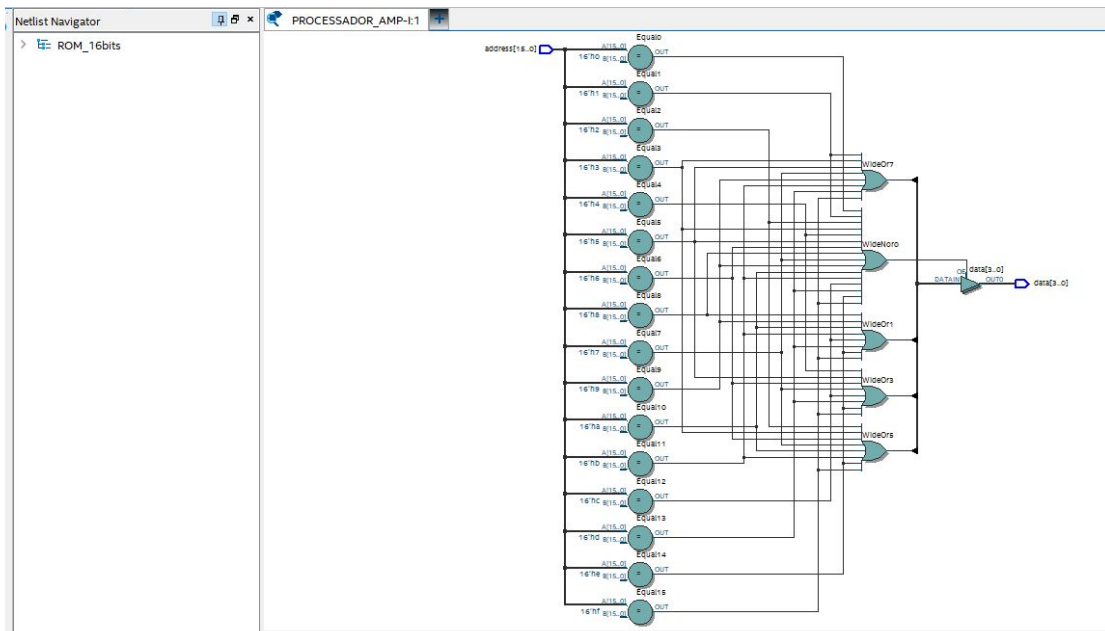 Netlist Navigator
ROM_16bits
PROCESSADOR_AMP-I:1
address[15..0]
Equal0
A[15..0]
16'h0 B[15..0]
=
OUT
Equal1
A[15..0]
16'h1 B[15..0]
=
OUT
Equal2
A[15..0]
16'h2 B[15..0]
=
OUT
Equal3
A[15..0]
16'h3 B[15..0]
=
OUT
Equal4
A[15..0]
16'h4 B[15..0]
=
OUT
Equal5
A[15..0]
16'h5 B[15..0]
=
OUT
Equal6
A[15..0]
16'h6 B[15..0]
=
OUT
Equal8
A[15..0]
16'h8 B[15..0]
=
OUT
Equal7
A[15..0]
16'h7 B[15..0]
=
OUT
Equal9
A[15..0]
16'h9 B[15..0]
=
OUT
Equal10
A[15..0]
16'ha B[15..0]
=
OUT
Equal11
A[15..0]
16'hb B[15..0]
=
OUT
Equal12
A[15..0]
16'hc B[15..0]
=
OUT
Equal13
A[15..0]
16'hd B[15..0]
=
OUT
Equal14
A[15..0]
16'he B[15..0]
=
OUT
Equal15
A[15..0]
16'hf B[15..0]
=
OUT
WideOr7
WideNor0
WideOr1
WideOr3
WideOr5
data[3..0]
OE
DATAIN
OUT0
data[3..0]